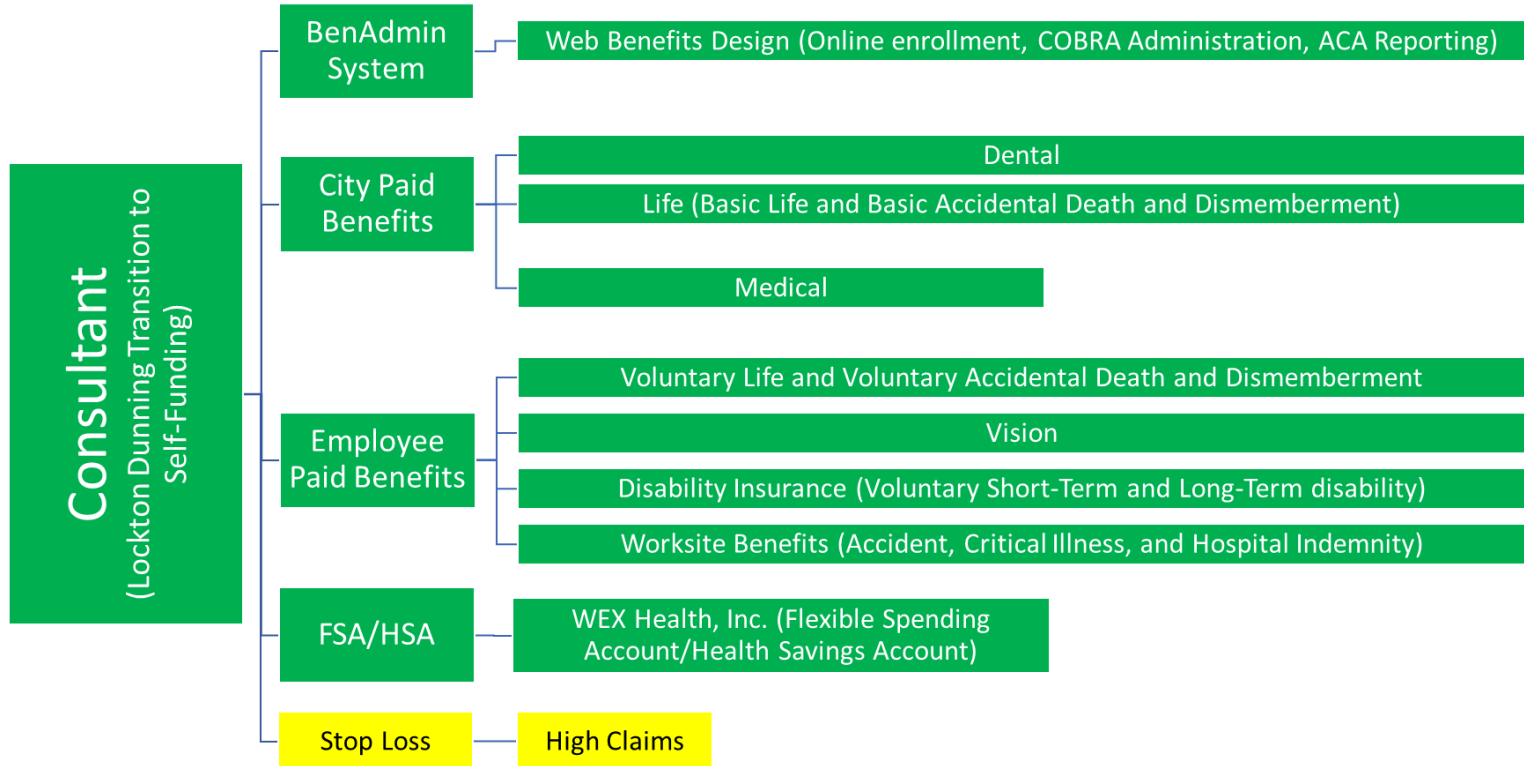 Consultant
(Lockton Dunning Transition to
Self-Funding)
BenAdmin
System
Web Benefits Design (Online enrollment, COBRA Administration, ACA Reporting)
City Paid
Benefits
Dental
Life (Basic Life and Basic Accidental Death and Dismemberment)
Medical
Employee
Paid Benefits
Voluntary Life and Voluntary Accidental Death and Dismemberment
Vision
Disability Insurance (Voluntary Short-Term and Long-Term disability)
Worksite Benefits (Accident, Critical Illness, and Hospital Indemnity)
FSA/HSA
WEX Health, Inc. (Flexible Spending
Account/Health Savings Account)
Stop Loss
High Claims